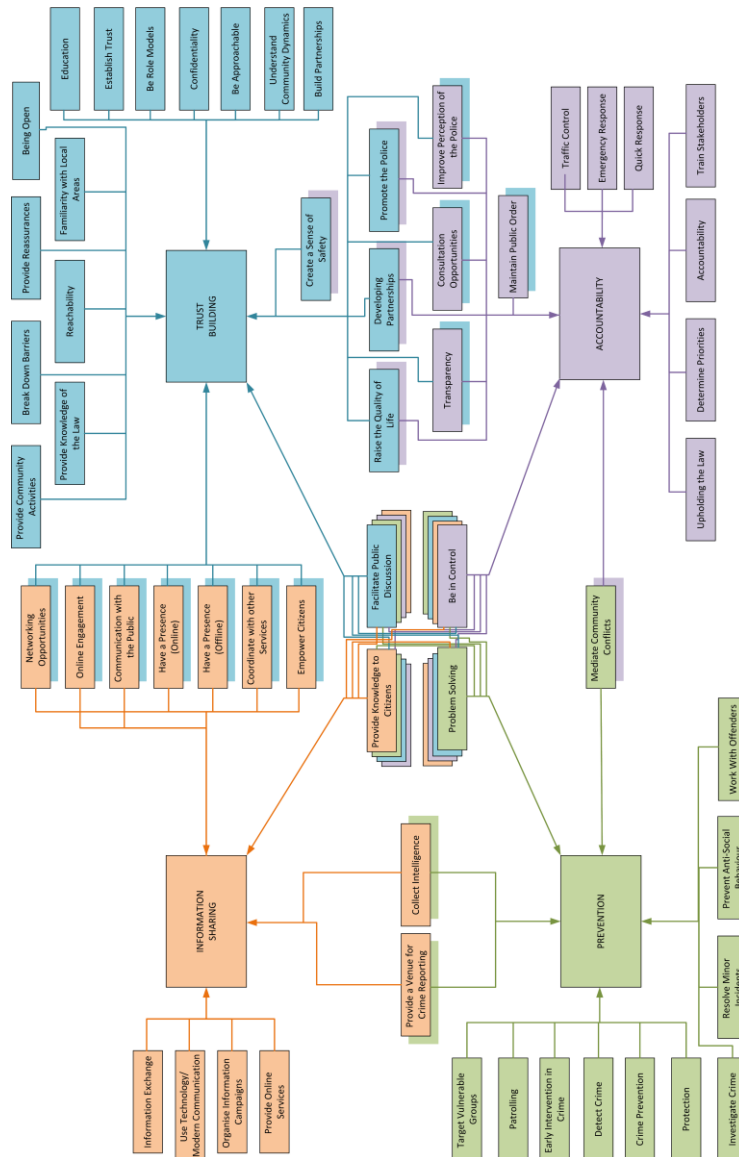 Information Exchange
Use Technology/
Modern Communication
Organise Information
Campaigns
Provide Online
Services
INFORMATION
SHARING
Networking
Opportunities
Online Engagement
Communication with
the Public
Have a Presence
(Online)
Have a Presence
(Offline)
Coordinate with other
Services
Empower Citizens
Provide Community
Activities
Provide Knowledge of
the Law
Break Down Barriers
Reachability
Provide Reassurances
Familiarity with Local
Areas
Being Open
TRUST
BUILDING
Education
Establish Trust
Be Role Models
Confidentiality
Be Approachable
Understand
Community Dynamics
Build Partnerships
Create a Sense of
Safety
Provide a Venue for
Crime Reporting
Collect Intelligence
Provide Knowledge to
Citizens
Facilitate Public
Discussion
Problem Solving
Be in Control
Raise the Quality of
Life
Developing
Partnerships
Promote the Police
Transparency
Consultation
Opportunities
Improve Perception of
the Police
Maintain Public Order
Target Vulnerable
Groups
Patrolling
Early Intervention in
Crime
Detect Crime
Crime Prevention
Protection
PREVENTION
Mediate Community
Conflicts
ACCOUNTABILITY
Traffic Control
Emergency Response
Quick Response
Investigate Crime
Resolve Minor
Incidents
Prevent Anti-Social
Behaviour
Work With Offenders
Upholding the Law
Determine Priorities
Accountability
Train Stakeholders